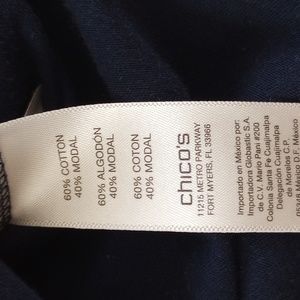 60% COTTON
40% MODAL
60% ALGODON
40% MODAL
60% COTTON
40% MODAL
chico's
11215 METRO PARKWAY
FORT MYERS, FL 33966
Importado en México por:
Importadora Globastic S.A.
de C.V. Mario Pani #200
Colonia Santa Fe Cuajimalpa
Delegación Cuajimalpa
de Morelos C.P.
05348 México D.F. México